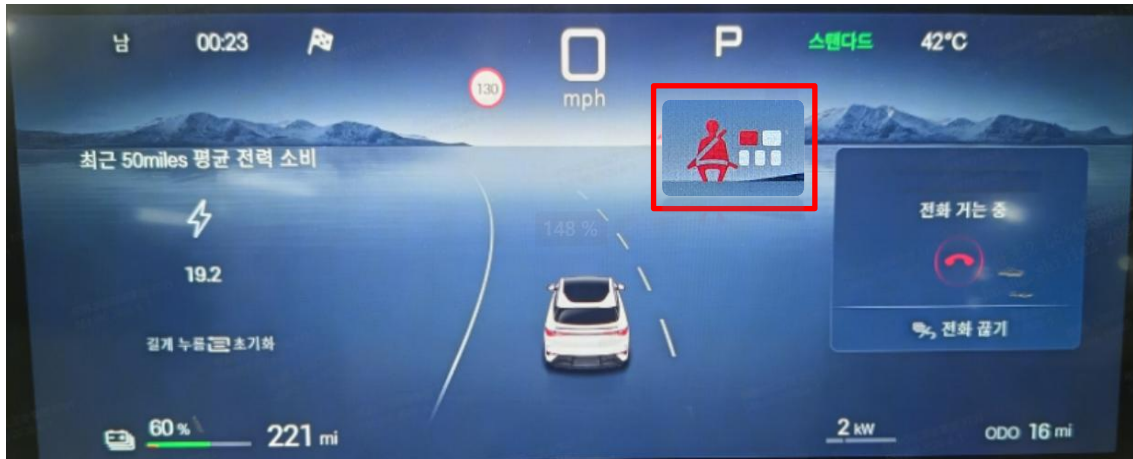 남 00:23 0 P 스탠다드 42°C
130 mph
최근 50miles 평균 전력 소비
19.2
148 %
전화 거는 중
전화 끊기
길게 누름 초기화
60 % 221 mi
2 kW ODO 16 mi